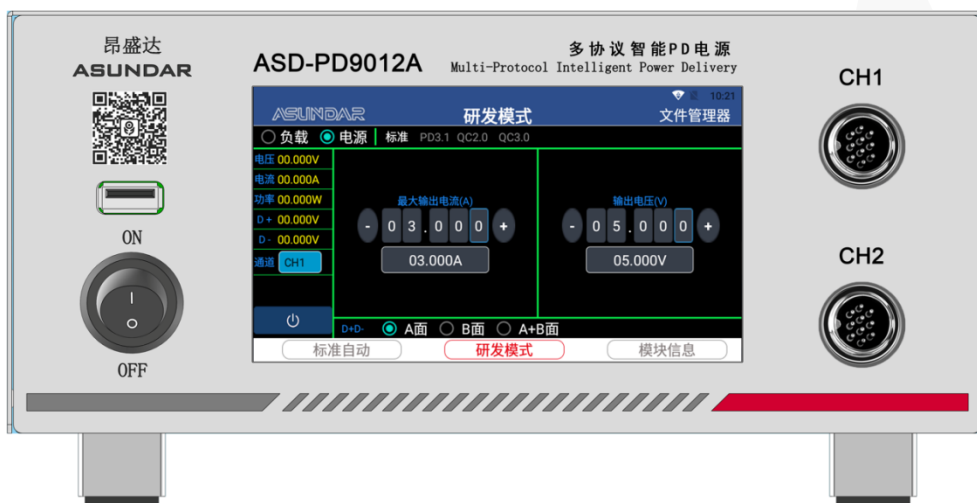 昂盛达
ASUNDAR
ON
OFF
ASD-PD9012A
多协议智能PD电源
Multi-Protocol Intelligent Power Delivery
10:21
ASUNDAR
研发模式
文件管理器
负载 电源 标准 PD3.1 QC2.0 QC3.0
电压 00.000V
电流 00.000A
功率 00.000W
D+ 00.000V
D- 00.000V
通道 CH1
最大输出电流(A)
- 0 3 . 0 0 0 +
03.000A
输出电压(V)
- 0 5 . 0 0 0 +
05.000V
D+D- A面 B面 A+B面
标准自动 研发模式 模块信息
CH1
CH2